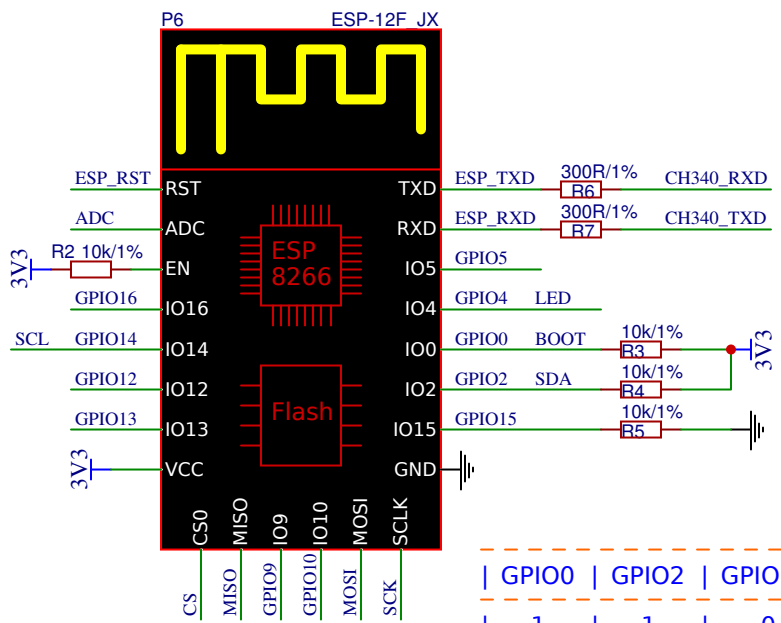 P6 ESP-12F_JX
ESP_RST RST TXD ESP_TXD 300R/1% R6 CH340_RXD
ADC ADC RXD ESP_RXD 300R/1% R7 CH340_TXD
3V3 R2 10k/1% EN ESP 8266 IO5 GPIO5
GPIO16 IO16 IO4 GPIO4 LED
SCL GPIO14 IO14 IO0 GPIO0 BOOT 10k/1% R3 3V3
GPIO12 IO12 IO2 GPIO2 SDA 10k/1% R4
GPIO13 IO13 Flash IO15 GPIO15 10k/1% R5
3V3 VCC GND
CS0 MISO IO9 IO10 MOSI SCLK
CS MISO GPIO9 GPIO10 MOSI SCK
| GPIO0 | GPIO2 | GPIO
| 1 | 1 | 0